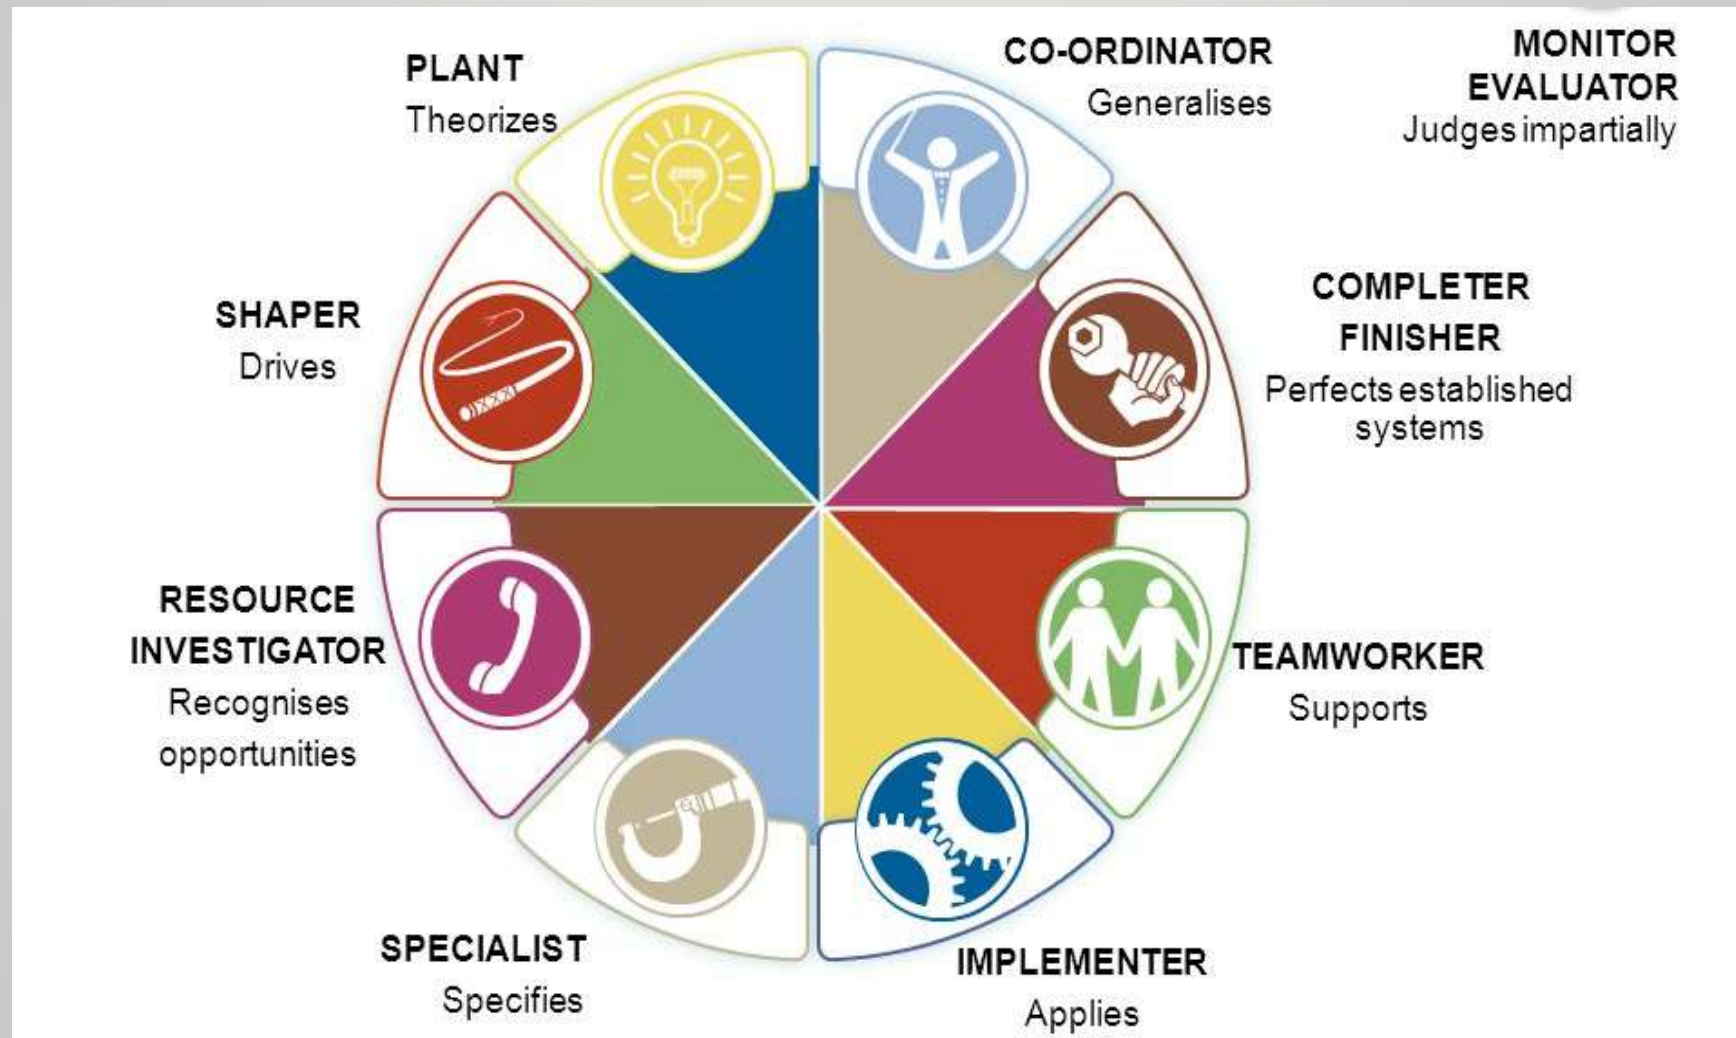 PLANT
Theorizes
CO-ORDINATOR
Generalises
MONITOR
EVALUATOR
Judges impartially
SHAPER
Drives
COMPLETER
FINISHER
Perfects established
systems
RESOURCE
INVESTIGATOR
Recognises
opportunities
TEAMWORKER
Supports
SPECIALIST
Specifies
IMPLEMENTER
Applies